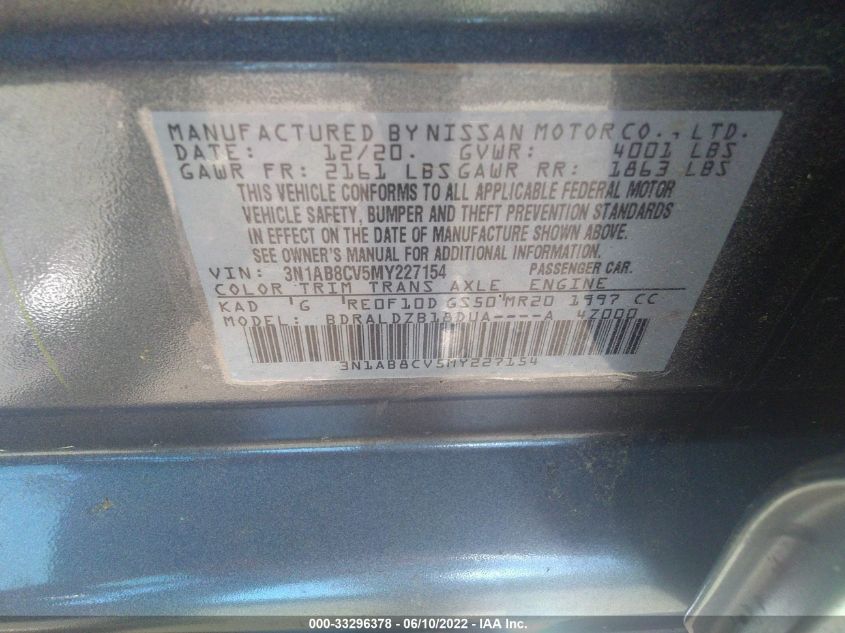 MANUFACTURED BY NISSAN MOTOR CO., LTD.
DATE: 12/20. GVWR: 4001 LBS
GAWR FR: 2161 LBS GAWR RR: 1863 LBS
THIS VEHICLE CONFORMS TO ALL APPLICABLE FEDERAL MOTOR
VEHICLE SAFETY, BUMPER AND THEFT PREVENTION STANDARDS
IN EFFECT ON THE DATE OF MANUFACTURE SHOWN ABOVE.
SEE OWNER'S MANUAL FOR ADDITIONAL INFORMATION.
VIN: 3N1AB8CV5MY227154 PASSENGER CAR.
COLOR TRIM TRANS AXLE ENGINE
KAD 'G RE0F10D GS50'MR20 1997 CC
MODEL: BDRALDZB18DUA----A 4Z000
3N1AB8CV5MY227154
000-33296378 - 06/10/2022 - IAA Inc.